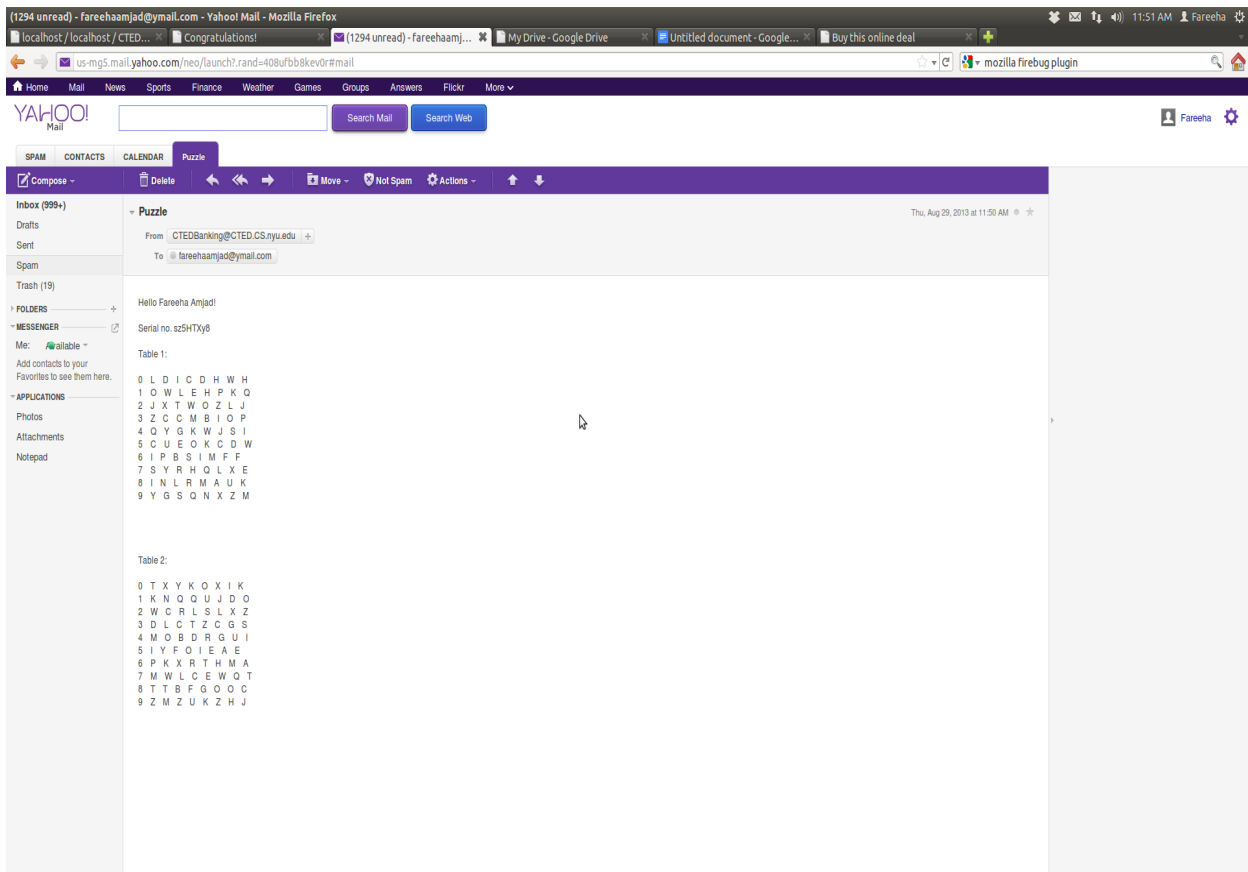 (1294 unread) - fareehaamjad@ymail.com - Yahoo! Mail - Mozilla Firefox
11:51 AM Fareeha
localhost / localhost / CTED... Congratulations! (1294 unread) - fareehaamj... My Drive - Google Drive Untitled document - Google... Buy this online deal
us-mg5.mail.yahoo.com/neo/launch?.rand=408ufbb8kev0r#mail mozilla firebug plugin
Home Mail News Sports Finance Weather Games Groups Answers Flickr More
YAHOO! Mail Search Mail Search Web Fareeha
SPAM CONTACTS CALENDAR Puzzle
Compose Delete Move Not Spam Actions
Inbox (999+)
Drafts
Sent
Spam
Trash (19)
FOLDERS
MESSENGER
Me: Available
Add contacts to your
Favorites to see them here.
APPLICATIONS
Photos
Attachments
Notepad
Puzzle Thu, Aug 29, 2013 at 11:50 AM
From CTEDBanking@CTED.CS.nyu.edu +
To fareehaamjad@ymail.com
Hello Fareeha Amjad!
Serial no. sz5HTXy8
Table 1:
0 L D I C D H W H
1 O W L E H P K Q
2 J X T W O Z L J
3 Z C C M B I O P
4 Q Y G K W J S I
5 C U E O K C D W
6 I P B S I M F F
7 S Y R H Q L X E
8 I N L R M A U K
9 Y G S Q N X Z M
Table 2:
0 T X Y K O X I K
1 K N Q Q U J D O
2 W C R L S L X Z
3 D L C T Z C G S
4 M O B D R G U I
5 I Y F O I E A E
6 P K X R T H M A
7 M W L C E W Q T
8 T T B F G O O C
9 Z M Z U K Z H J